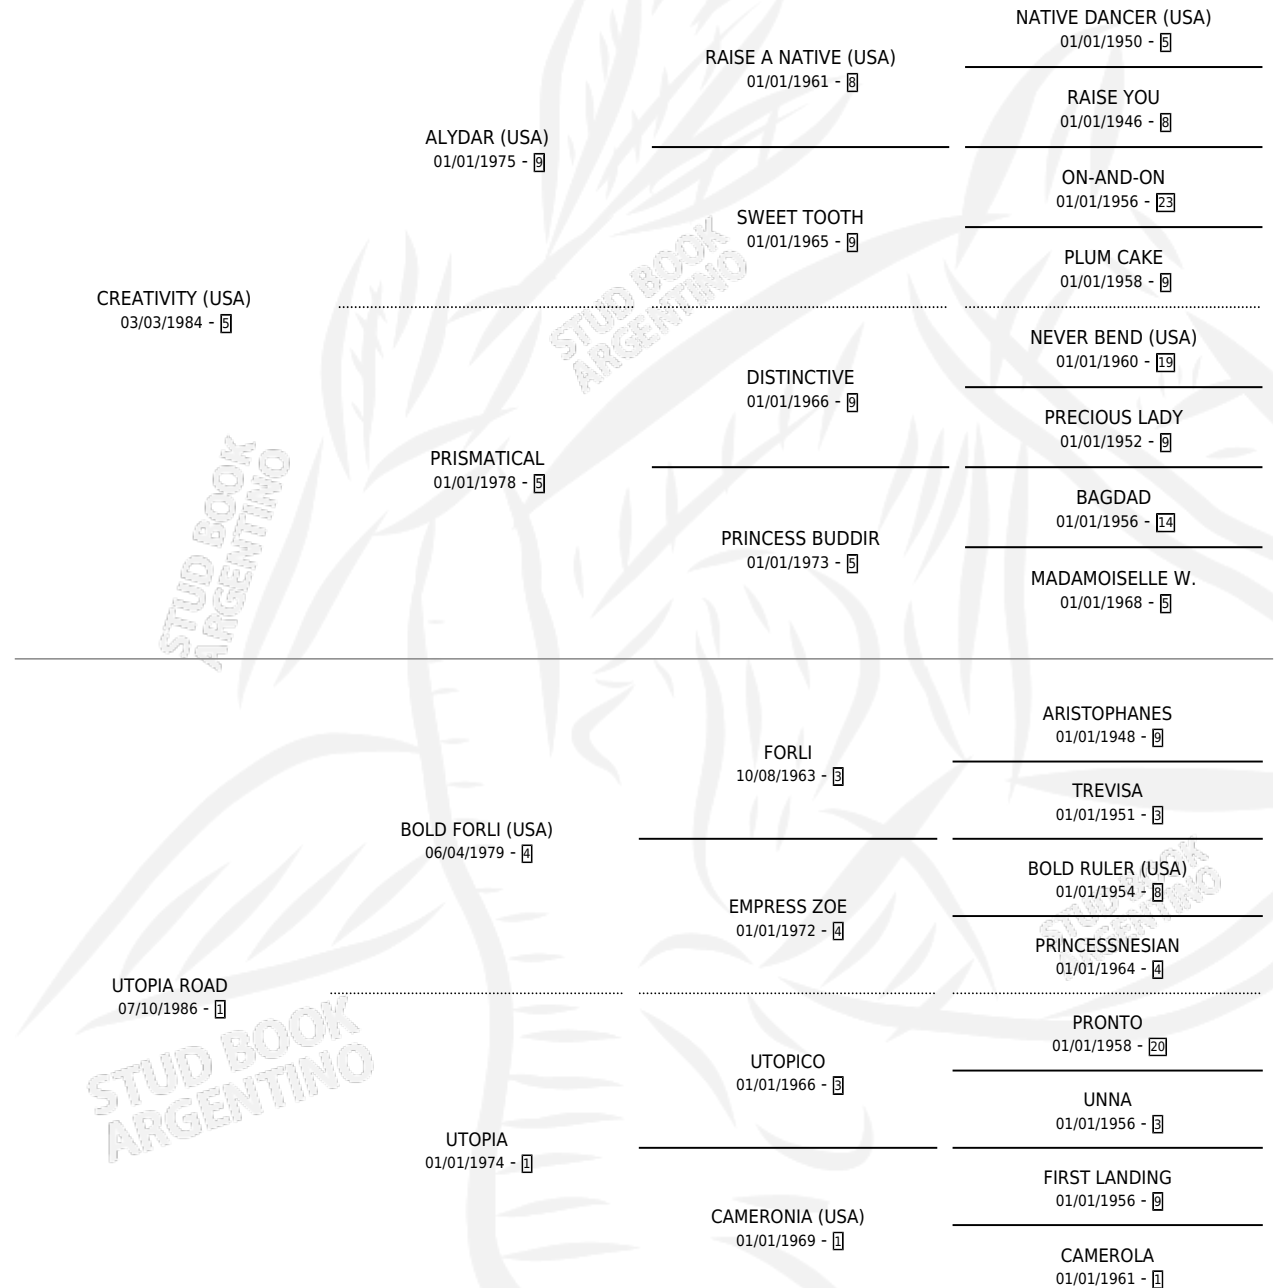 NATIVE DANCER (USA)
01/01/1950 - 5
RAISE A NATIVE (USA)
01/01/1961 - 8
RAISE YOU
01/01/1946 - 8
ALYDAR (USA)
01/01/1975 - 9
ON-AND-ON
01/01/1956 - 23
SWEET TOOTH
01/01/1965 - 9
PLUM CAKE
01/01/1958 - 9
CREATIVITY (USA)
03/03/1984 - 5
NEVER BEND (USA)
01/01/1960 - 19
DISTINCTIVE
01/01/1966 - 9
PRECIOUS LADY
01/01/1952 - 9
PRISMATICAL
01/01/1978 - 5
BAGDAD
01/01/1956 - 14
PRINCESS BUDDIR
01/01/1973 - 5
MADAMOISELLE W.
01/01/1968 - 5
STUD BOOK
ARGENTINO
STUD BOOK
ARGENTINO
ARISTOPHANES
01/01/1948 - 9
FORLI
10/08/1963 - 3
TREVISA
01/01/1951 - 3
BOLD FORLI (USA)
06/04/1979 - 4
BOLD RULER (USA)
01/01/1954 - 8
EMPRESS ZOE
01/01/1972 - 4
PRINCESSNESIAN
01/01/1964 - 4
STUD BOOK
ARGENTINO
UTOPIA ROAD
07/10/1986 - 1
PRONTO
01/01/1958 - 20
UTOPICO
01/01/1966 - 3
UNNA
01/01/1956 - 3
UTOPIA
01/01/1974 - 1
FIRST LANDING
01/01/1956 - 9
CAMERONIA (USA)
01/01/1969 - 1
CAMEROLA
01/01/1961 - 1
STUD BOOK
ARGENTINO